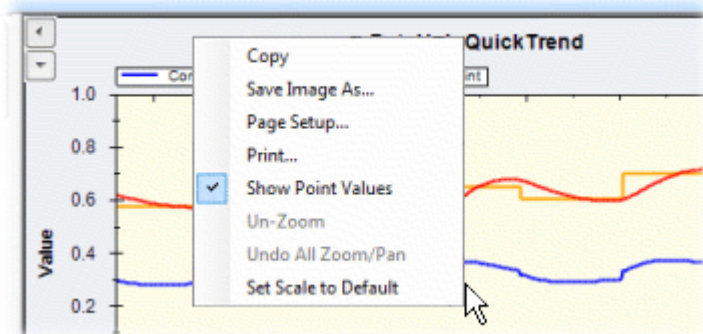 QuickTrend
Copy
Save Image As...
Page Setup...
Print...
Show Point Values
Un-Zoom
Undo All Zoom/Pan
Set Scale to Default
Value
1.0
0.8
0.6
0.4
0.2